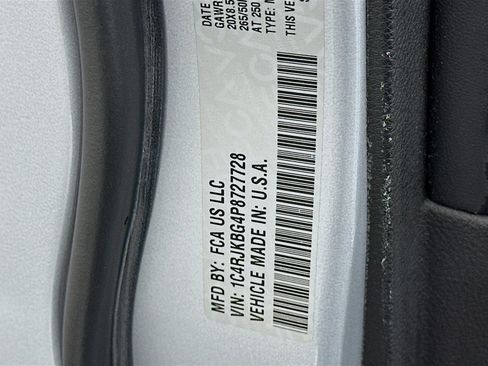 DATE
GAWR
20X8.5
265/50
AT 250
THIS VE
TYPE:
MFD BY: FCA US LLC
VIN: 1C4RJKBG4P8727728
VEHICLE MADE IN: U.S.A.